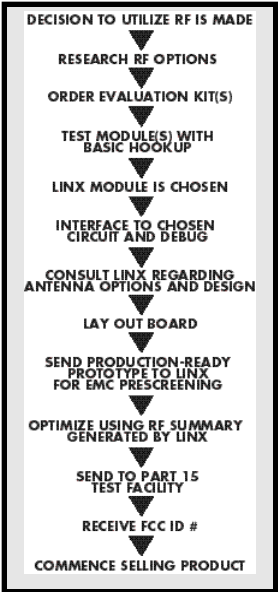 DECISION TO UTILIZE RF IS MADE
RESEARCH RF OPTIONS
ORDER EVALUATION KIT(S)
TEST MODULE(S) WITH
BASIC HOOKUP
LINX MODULE IS CHOSEN
INTERFACE TO CHOSEN
CIRCUIT AND DEBUG
CONSULT LINX REGARDING
ANTENNA OPTIONS AND DESIGN
LAY OUT BOARD
SEND PRODUCTION-READY
PROTOTYPE TO LINX
FOR EMC PRESCREENING
OPTIMIZE USING RF SUMMARY
GENERATED BY LINX
SEND TO PART 15
TEST FACILITY
RECEIVE FCC ID #
COMMENCE SELLING PRODUCT